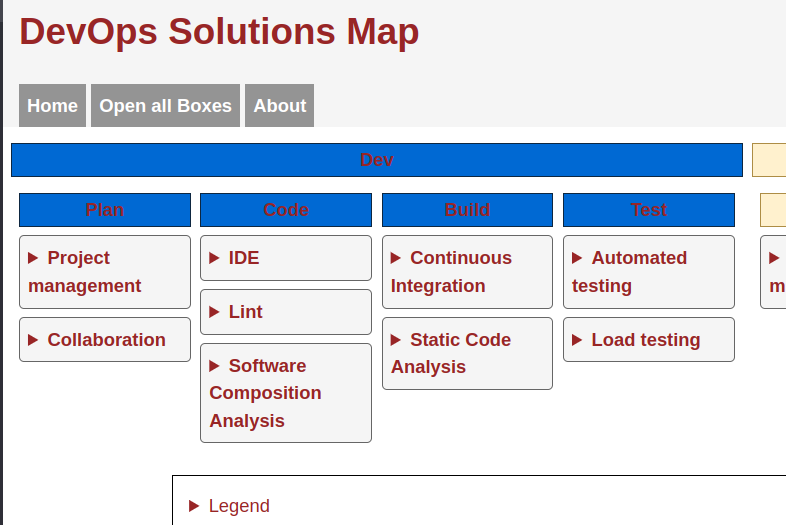 DevOps Solutions Map
Home Open all Boxes About
Dev
Plan Code Build Test
Project
management
Collaboration
IDE
Lint
Software
Composition
Analysis
Continuous
Integration
Static Code
Analysis
Automated
testing
Load testing
Legend